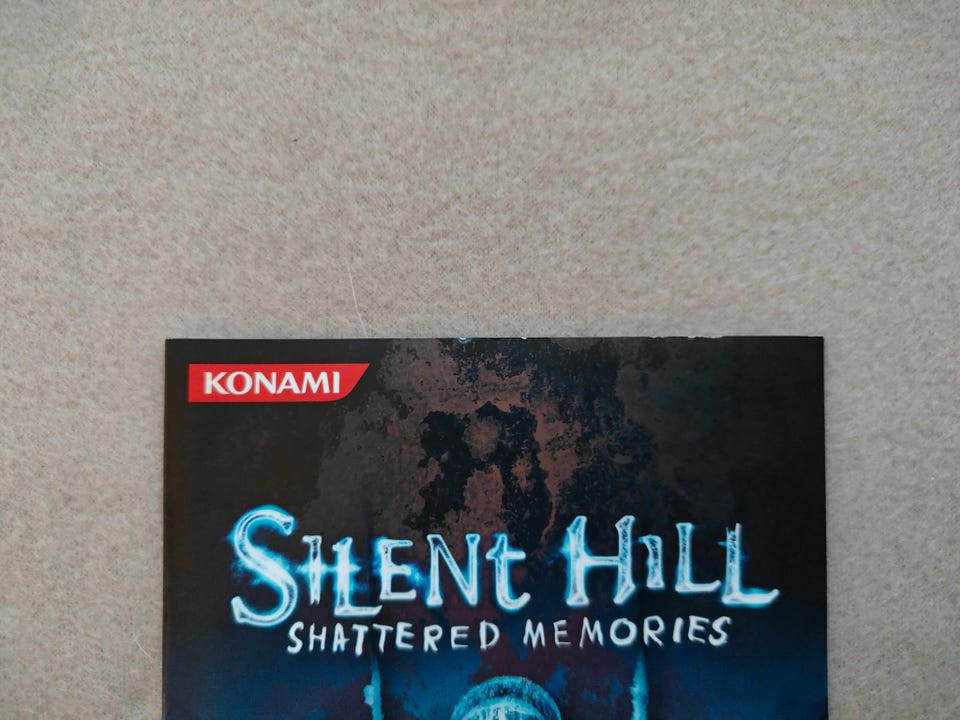 KONAMI
SILENt HiLL
SHATTERED MEMORIES